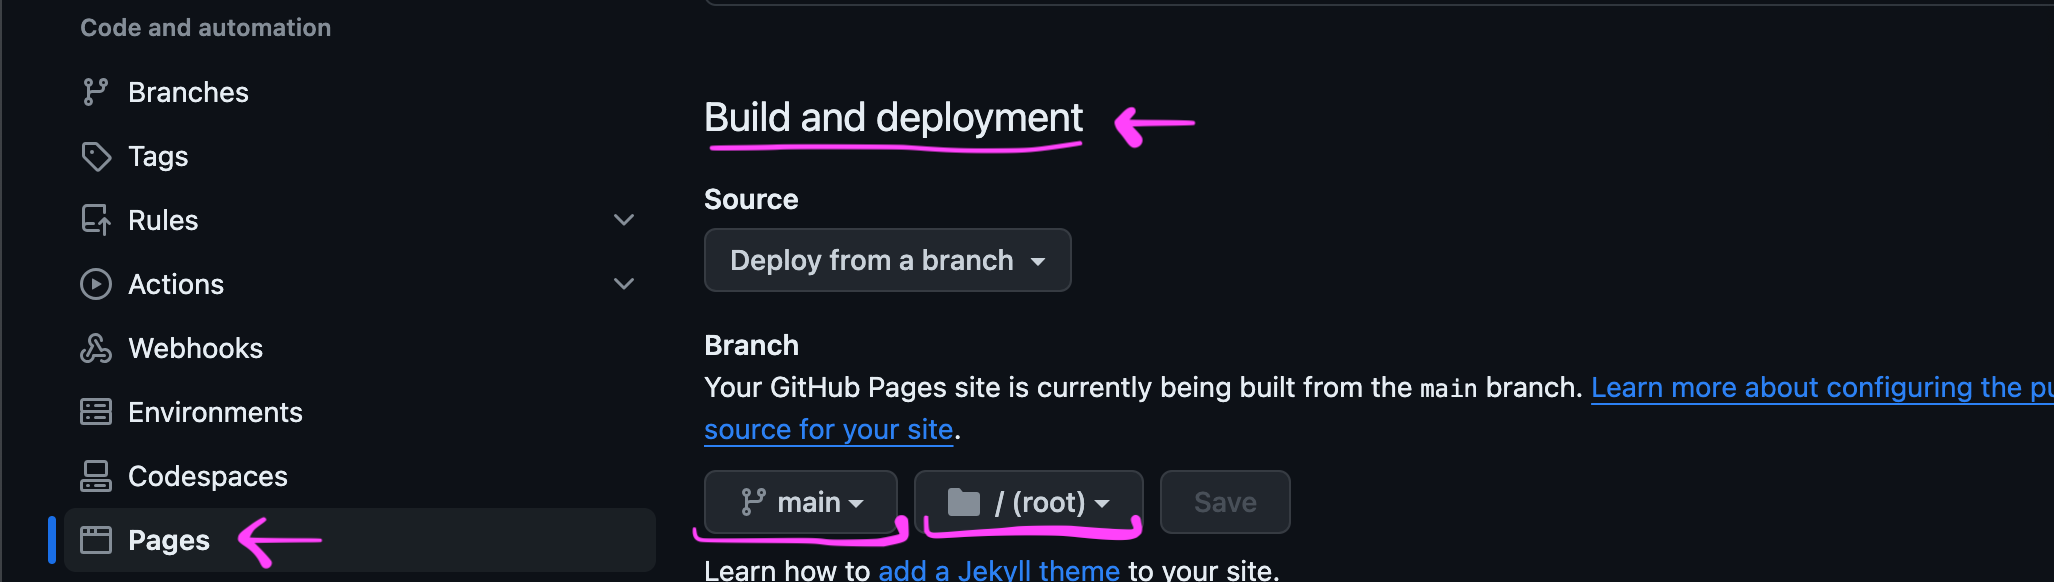 Code and automation
Branches
Tags
Rules
Actions
Webhooks
Environments
Codespaces
Pages
Build and deployment
Source
Deploy from a branch
Branch
Your GitHub Pages site is currently being built from the main branch. Learn more about configuring the
source for your site.
main
/ (root)
Save
Learn how to add a Jekyll theme to your site.